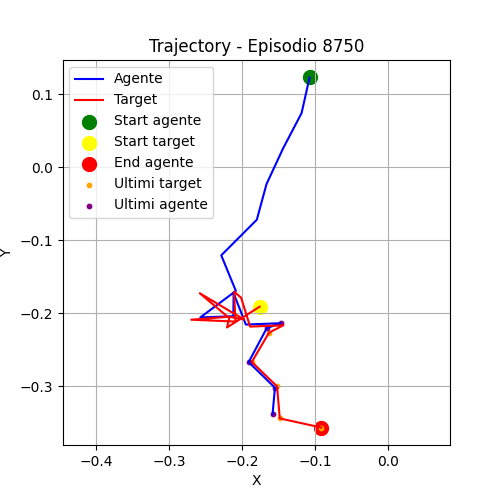 Trajectory - Episodio 8750
Agente
Target
Start agente
Start target
End agente
Ultimi target
Ultimi agente
0.1
0.0
−0.1
−0.2
−0.3
Y
−0.4
−0.3
−0.2
−0.1
0.0
X